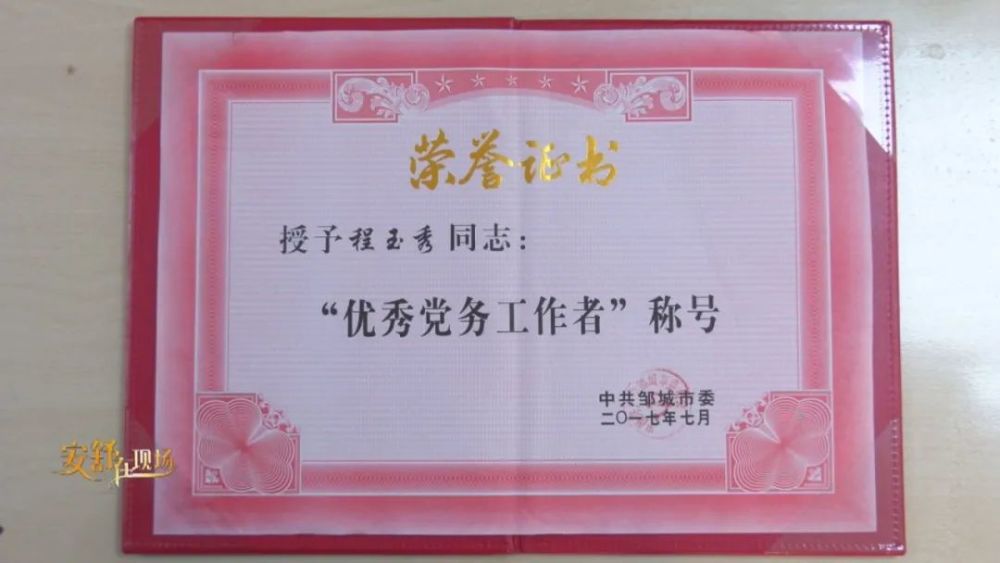 荣誉证书
授予程玉秀同志：
“优秀党务工作者”称号
中共邹城市委
二〇一七年七月
安舒在现场